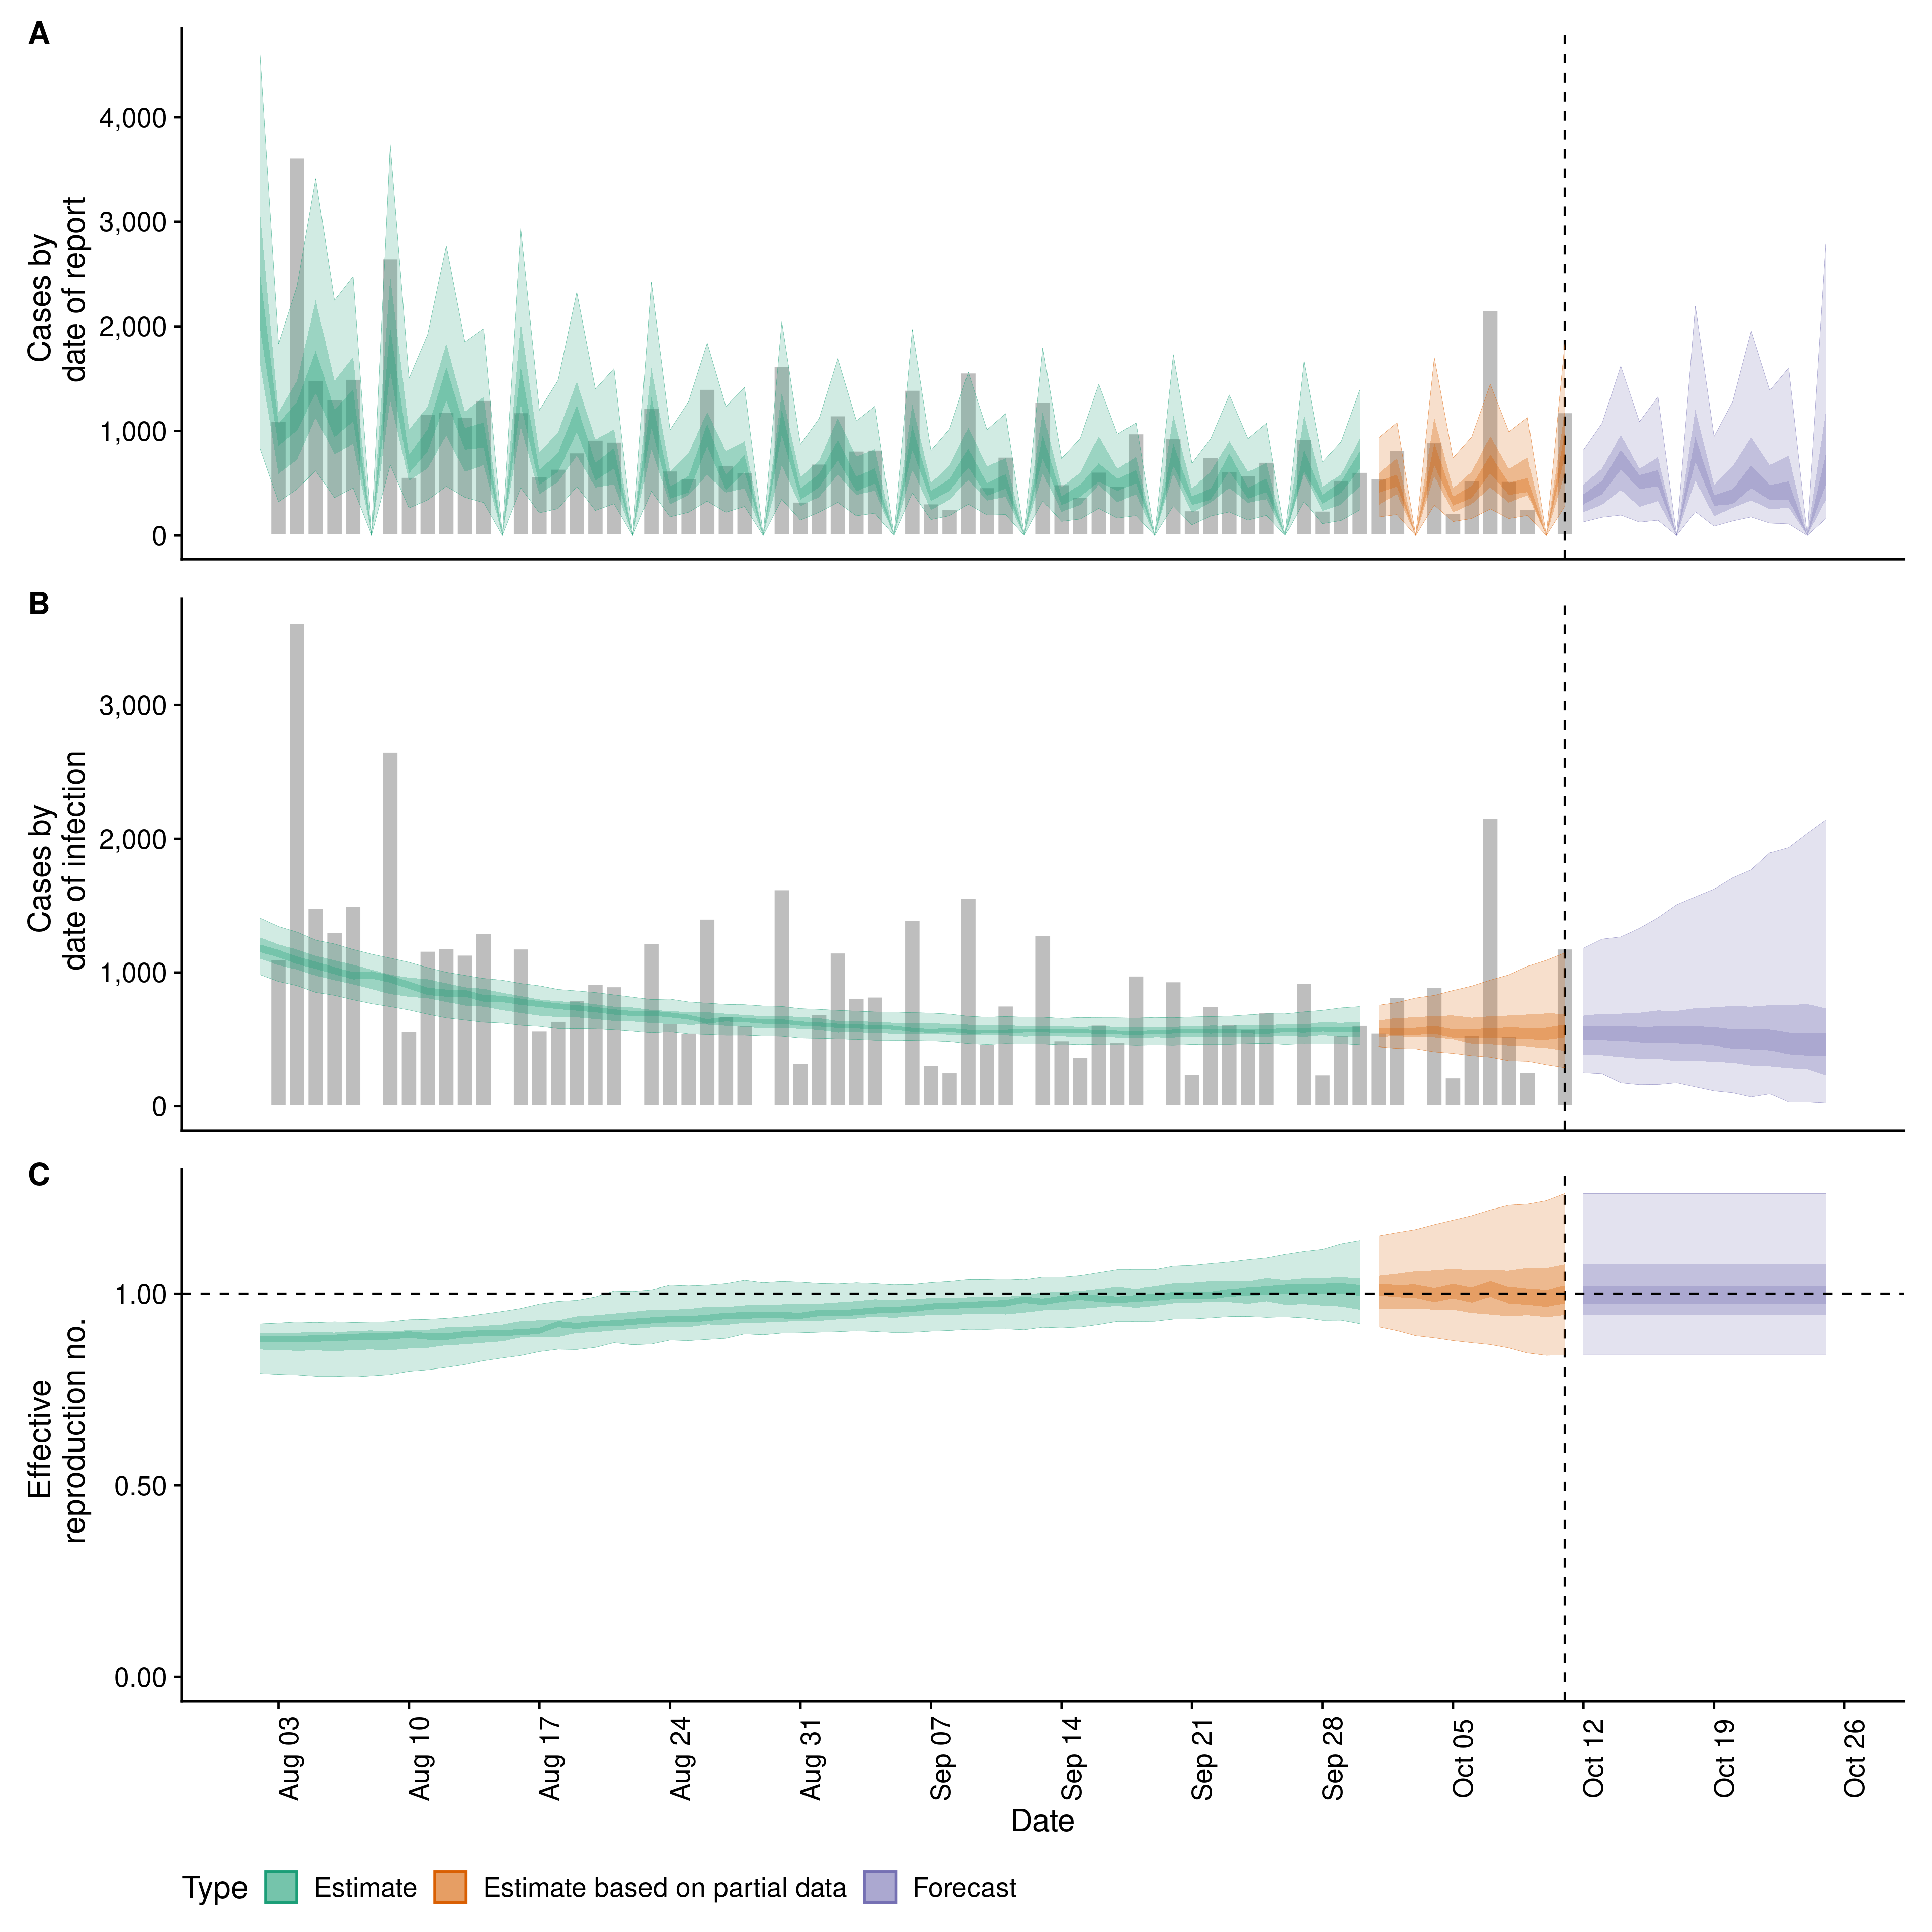 A
Cases by
date of report
4,000
3,000
2,000
1,000
0
B
Cases by
date of infection
3,000
2,000
1,000
0
C
Effective
reproduction no.
1.00
0.50
0.00
Aug 03
Aug 10
Aug 17
Aug 24
Aug 31
Sep 07
Sep 14
Sep 21
Sep 28
Oct 05
Oct 12
Oct 19
Oct 26
Date
Type Estimate Estimate based on partial data Forecast